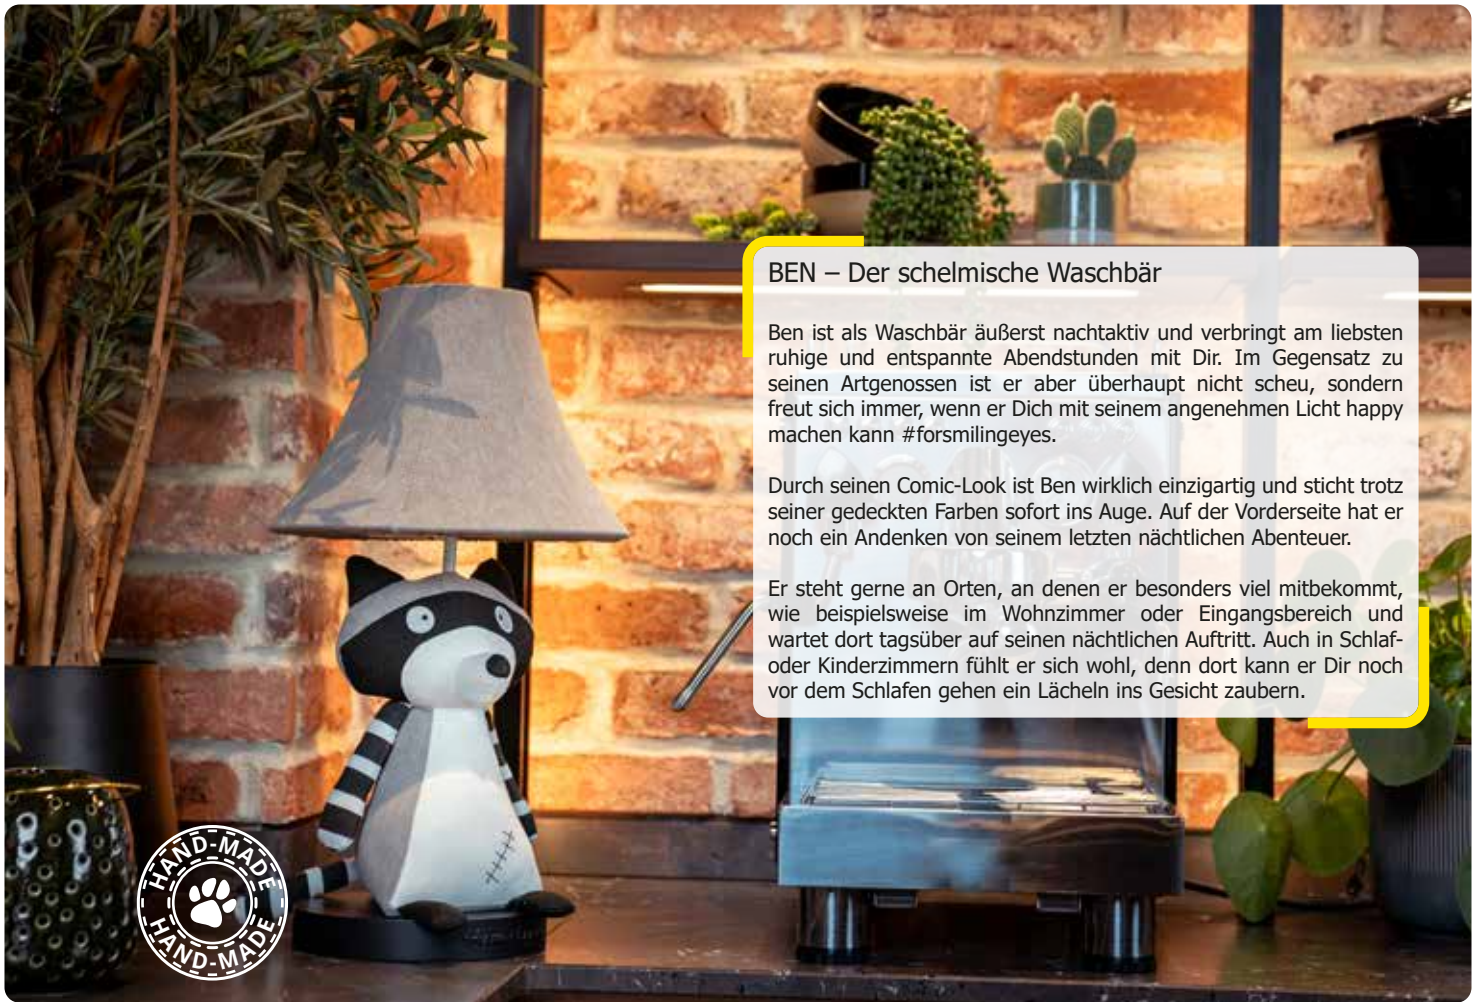 BEN – Der schelmische Waschbär
Ben ist als Waschbär äußerst nachtaktiv und verbringt am liebsten
ruhige und entspannte Abendstunden mit Dir. Im Gegensatz zu
seinen Artgenossen ist er aber überhaupt nicht scheu, sondern
freut sich immer, wenn er Dich mit seinem angenehmen Licht happy
machen kann #forsmilingeyes.
Durch seinen Comic-Look ist Ben wirklich einzigartig und sticht trotz
seiner gedeckten Farben sofort ins Auge. Auf der Vorderseite hat er
noch ein Andenken von seinem letzten nächtlichen Abenteuer.
Er steht gerne an Orten, an denen er besonders viel mitbekommt,
wie beispielsweise im Wohnzimmer oder Eingangsbereich und
wartet dort tagsüber auf seinen nächtlichen Auftritt. Auch in Schlaf-
oder Kinderzimmern fühlt er sich wohl, denn dort kann er Dir noch
vor dem Schlafen gehen ein Lächeln ins Gesicht zaubern.
HAND-MADE
HAND-MADE